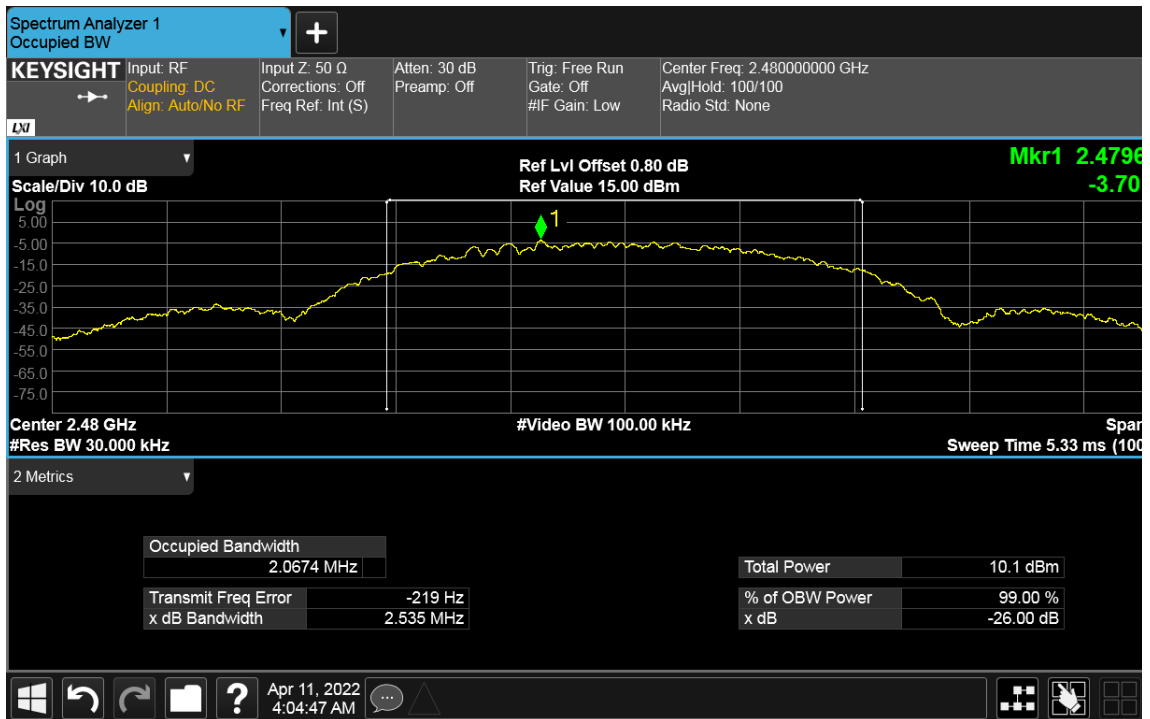 Spectrum Analyzer 1
Occupied BW
KEYSIGHT
LXI
Input: RF
Coupling: DC
Align: Auto/No RF
Input Z: 50 Ω
Corrections: Off
Freq Ref: Int (S)
Atten: 30 dB
Preamp: Off
Trig: Free Run
Gate: Off
#IF Gain: Low
Center Freq: 2.480000000 GHz
Avg|Hold: 100/100
Radio Std: None
1 Graph
Scale/Div 10.0 dB
Ref Lvl Offset 0.80 dB
Ref Value 15.00 dBm
Mkr1 2.4796
-3.70
Log
5.00
-5.00
-15.0
-25.0
-35.0
-45.0
-55.0
-65.0
-75.0
1
Center 2.48 GHz
#Res BW 30.000 kHz
#Video BW 100.00 kHz
Span
Sweep Time 5.33 ms (100
2 Metrics
Occupied Bandwidth
2.0674 MHz
Transmit Freq Error -219 Hz
x dB Bandwidth 2.535 MHz
Total Power 10.1 dBm
% of OBW Power 99.00 %
x dB -26.00 dB
?
Apr 11, 2022
4:04:47 AM